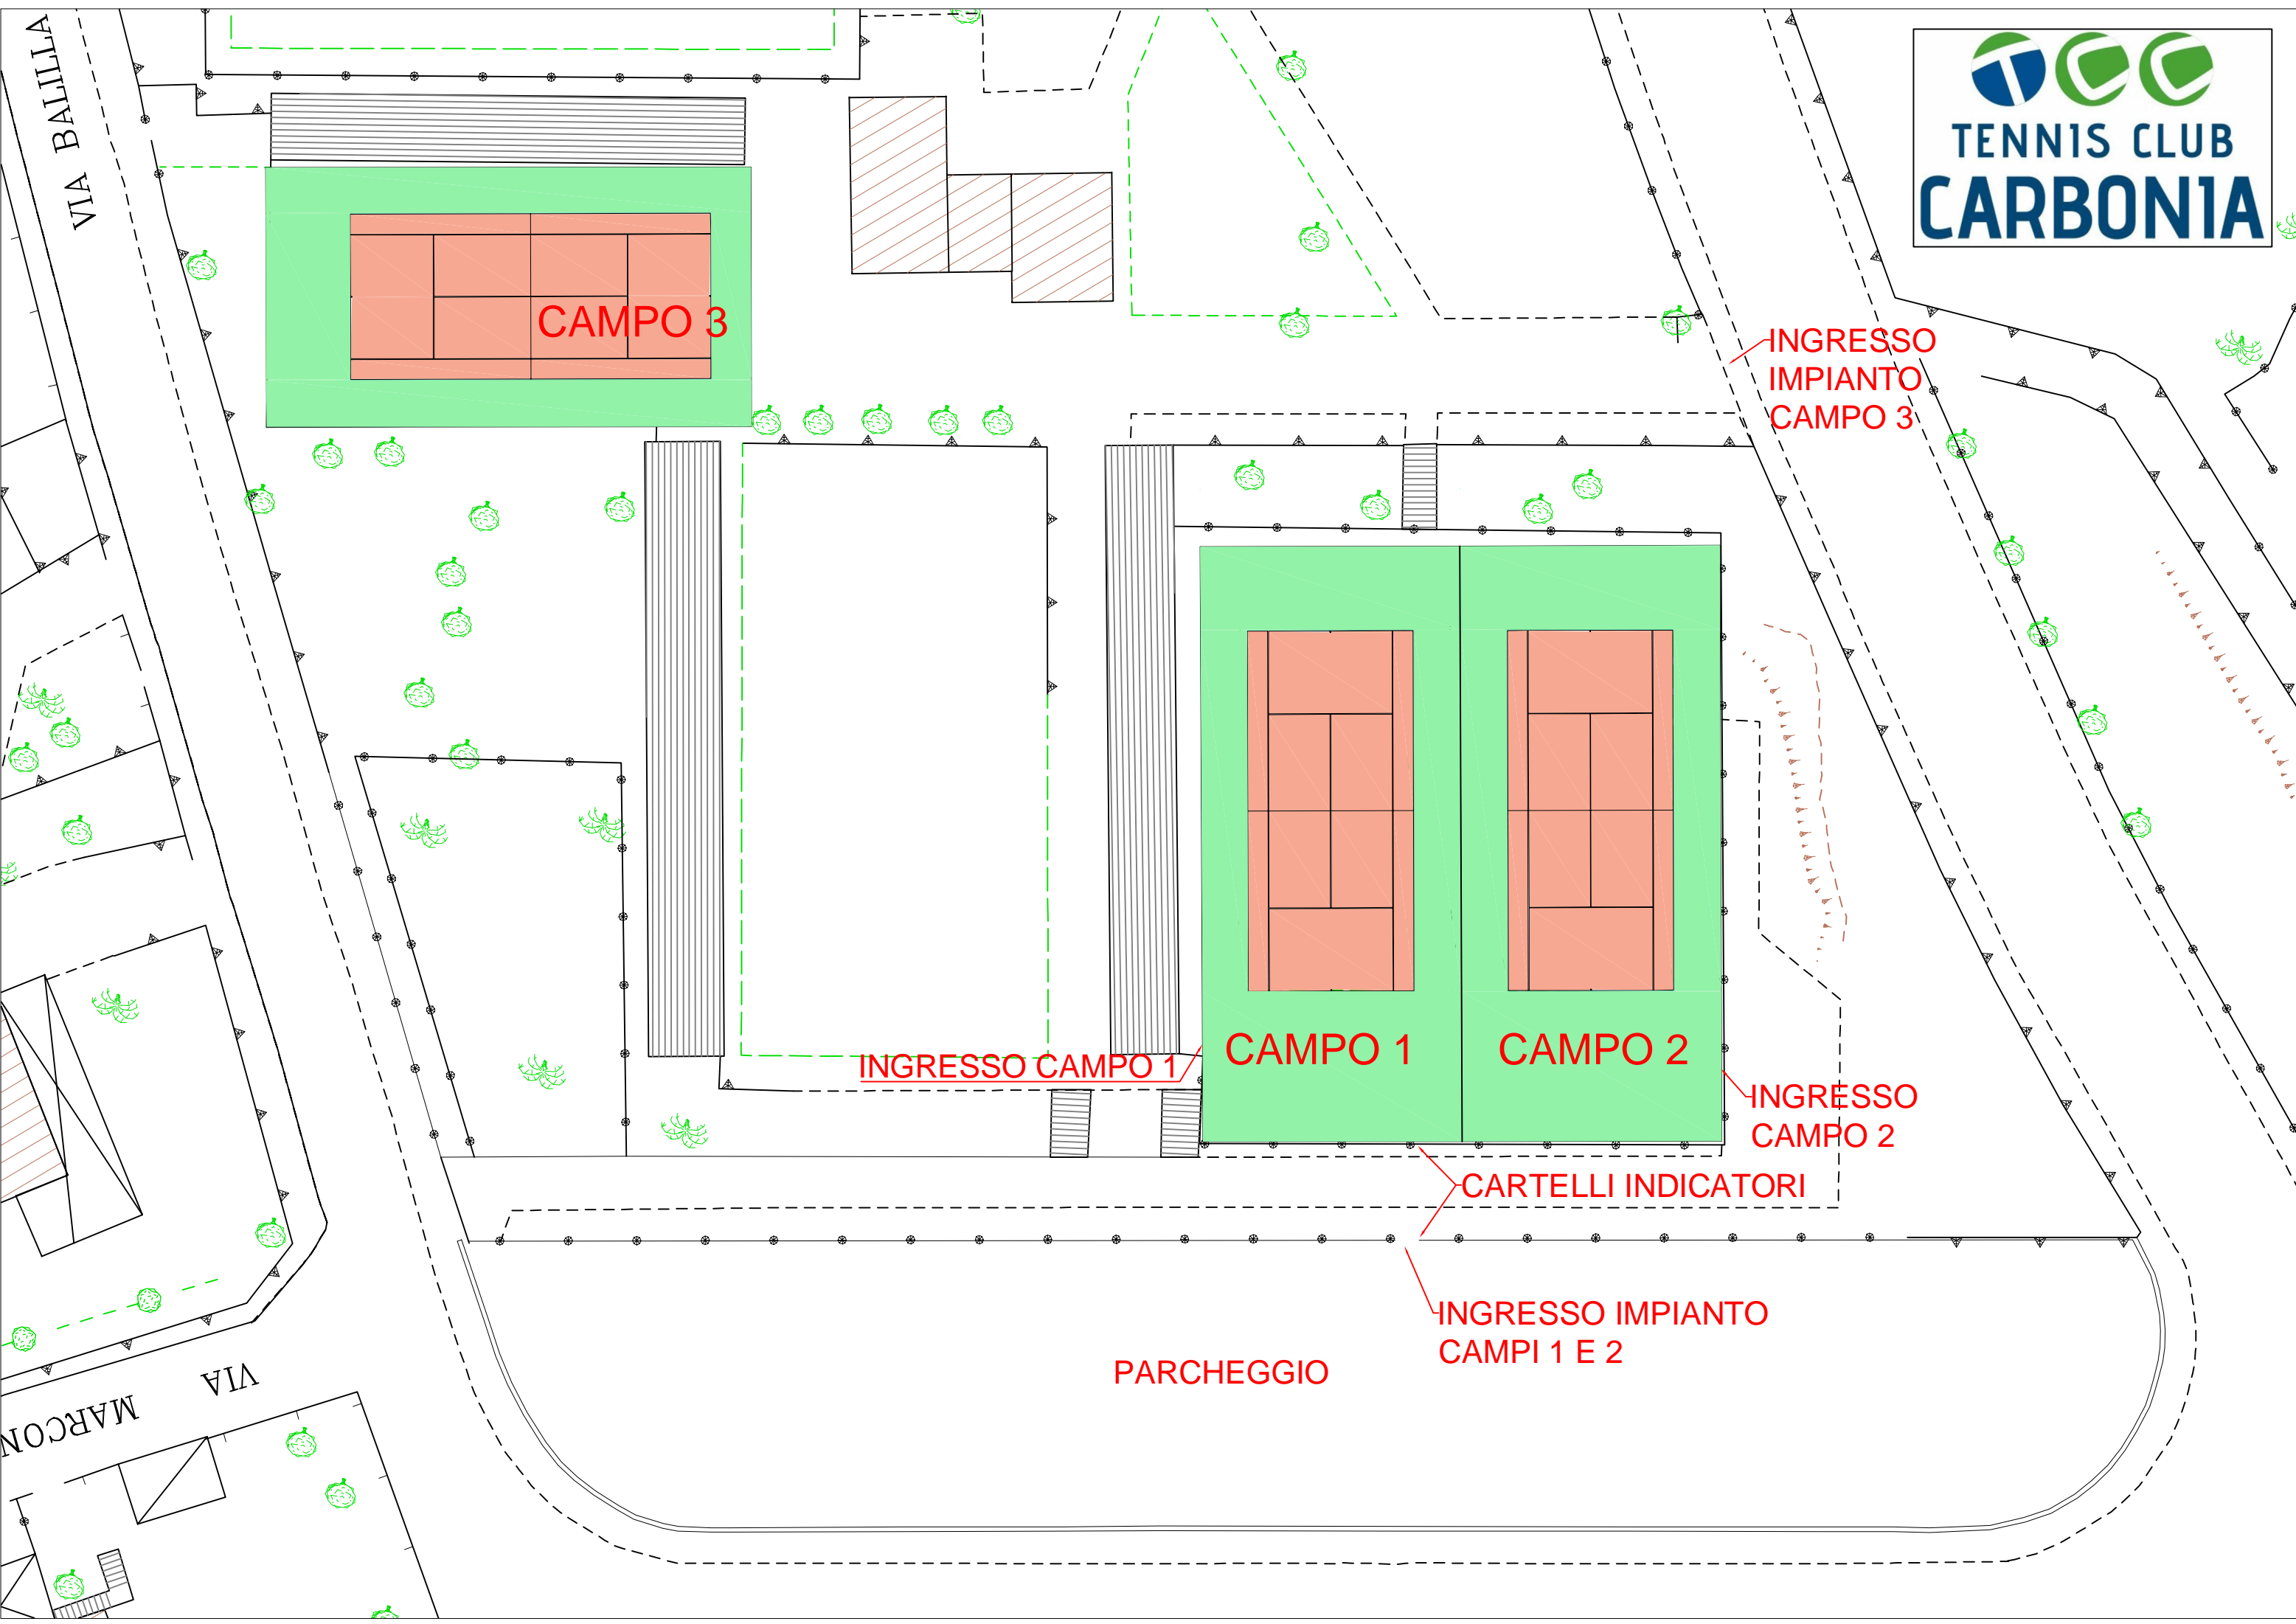 VIA BALILLA
TCC
TENNIS CLUB
CARBONIA
CAMPO 3
INGRESSO
IMPIANTO
CAMPO 3
CAMPO 1
CAMPO 2
INGRESSO CAMPO 1
INGRESSO
CAMPO 2
CARTELLI INDICATORI
INGRESSO IMPIANTO
CAMPI 1 E 2
PARCHEGGIO
VIA
MARCON